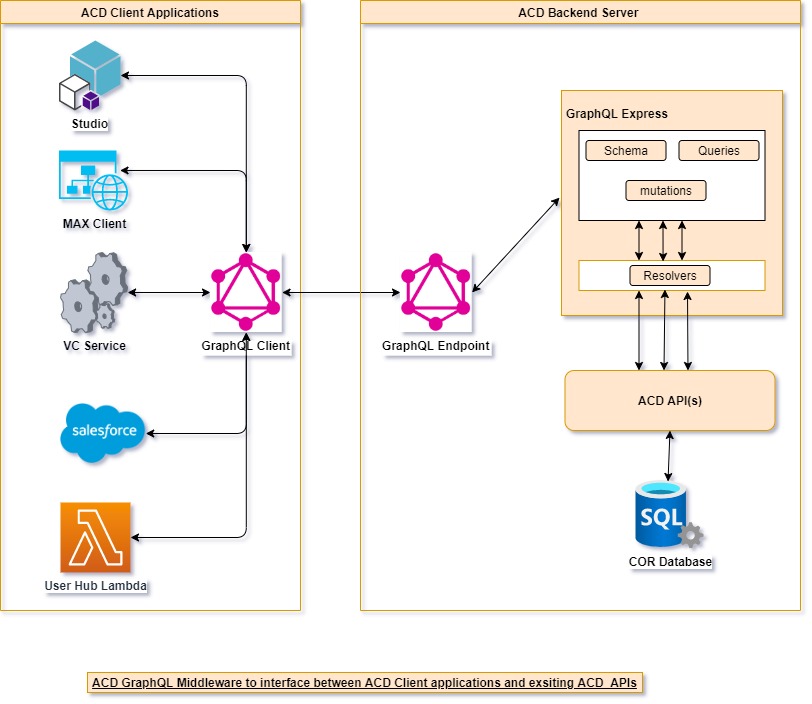 ACD Client Applications
ACD Backend Server
Studio
MAX Client
VC Service
GraphQL Client
salesforce
User Hub Lambda
GraphQL Endpoint
GraphQL Express
Schema
Queries
mutations
Resolvers
ACD API(s)
SQL
COR Database
ACD GraphQL Middleware to interface between ACD Client applications and exsiting ACD APIs